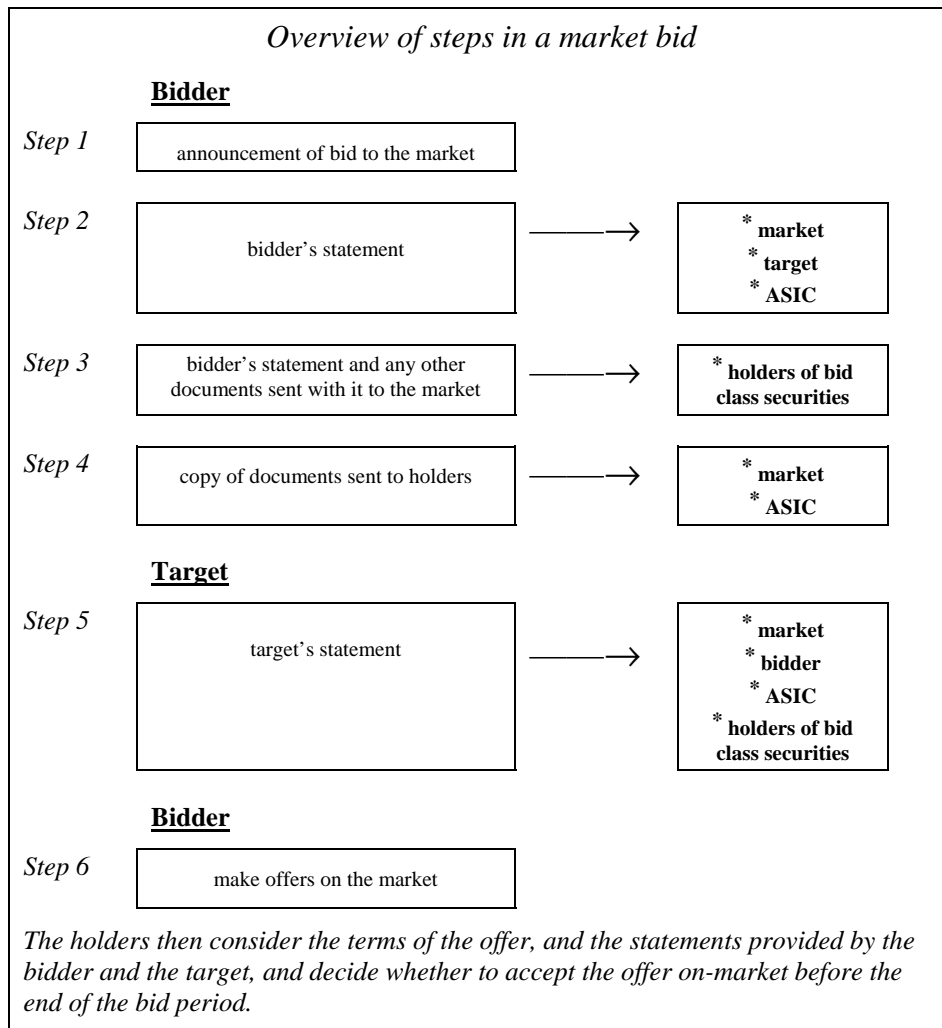 Overview of steps in a market bid
Bidder
Step 1
announcement of bid to the market
Step 2
bidder’s statement
* market
* target
* ASIC
Step 3
bidder’s statement and any other
documents sent with it to the market
* holders of bid
class securities
Step 4
copy of documents sent to holders
* market
* ASIC
Target
Step 5
target’s statement
* market
* bidder
* ASIC
* holders of bid
class securities
Bidder
Step 6
make offers on the market
The holders then consider the terms of the offer, and the statements provided by the
bidder and the target, and decide whether to accept the offer on-market before the
end of the bid period.